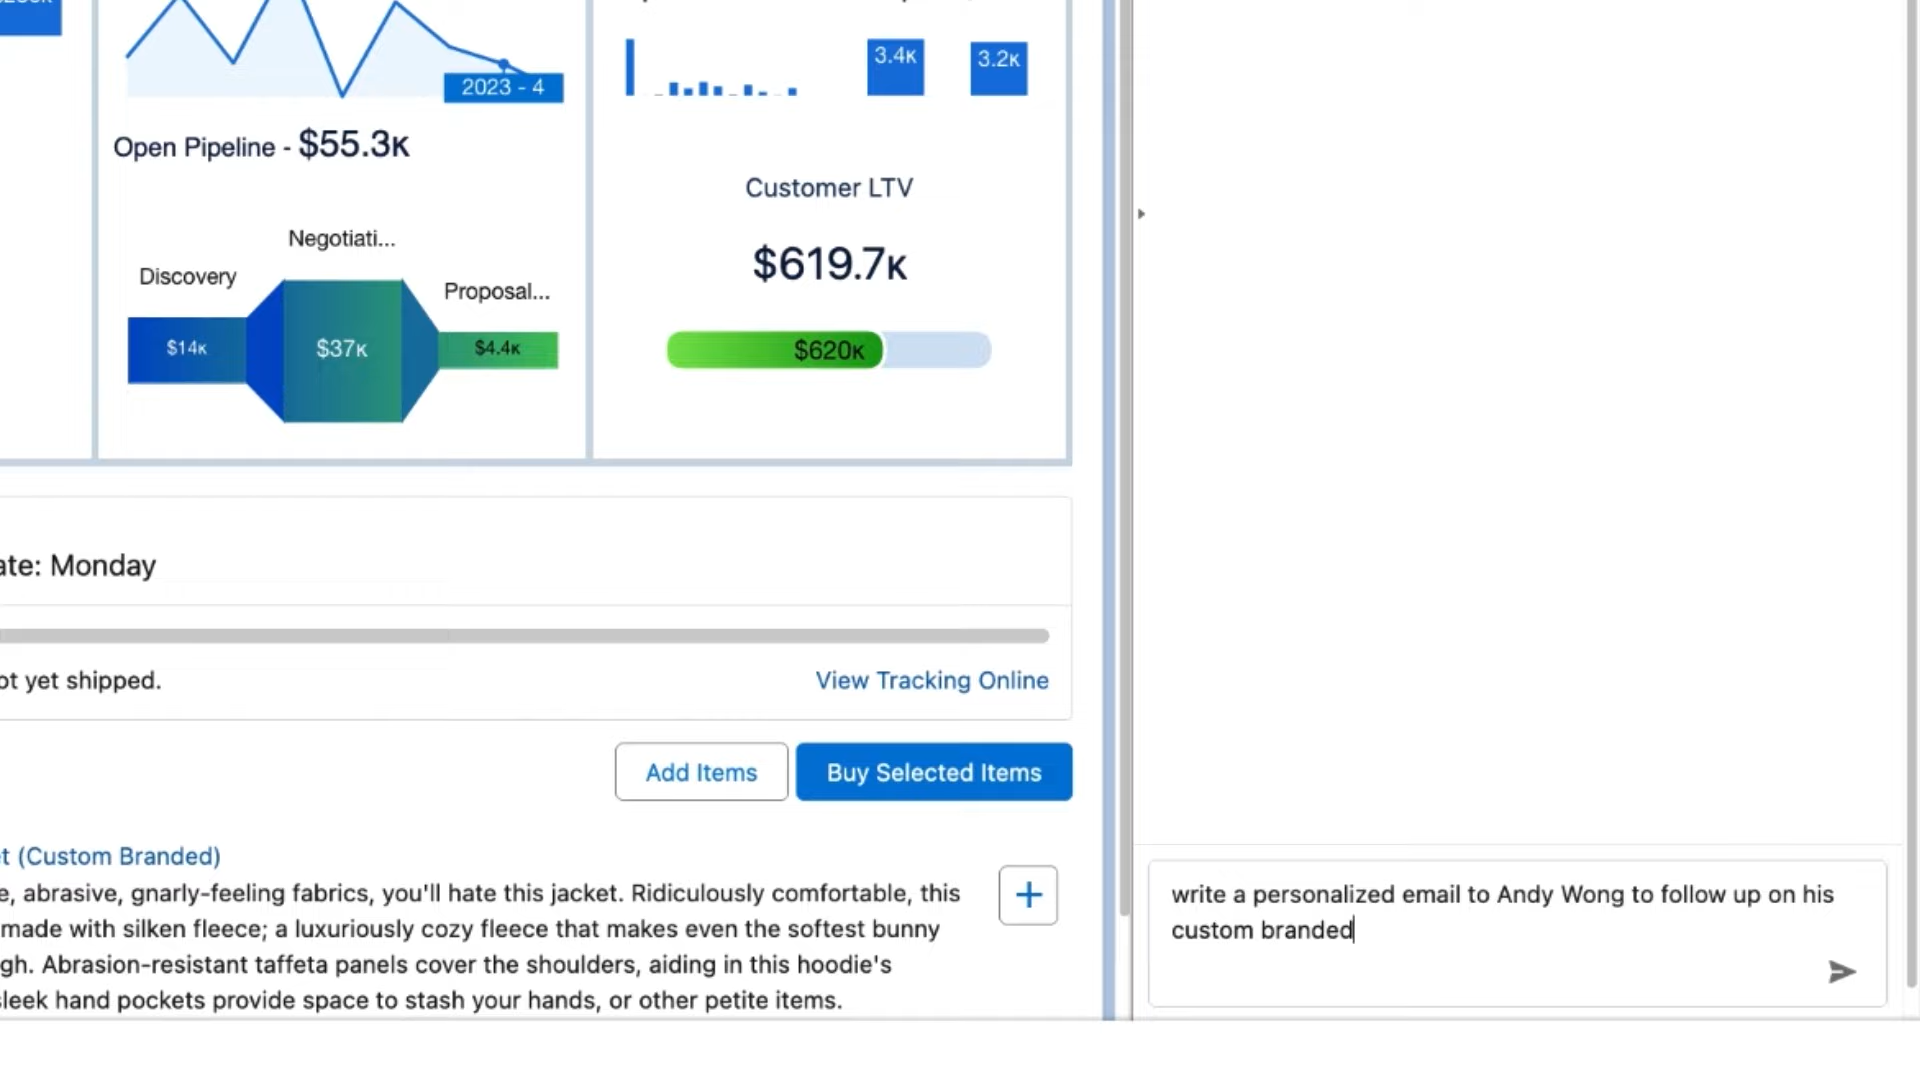 2023 - 4
Open Pipeline - $55.3K
Negotiati...
Discovery
Proposal...
$14K
$37K
$4.4K
3.4K
3.2K
Customer LTV
$619.7K
$620K
ate: Monday
ot yet shipped.
View Tracking Online
Add Items
Buy Selected Items
t (Custom Branded)
e, abrasive, gnarly-feeling fabrics, you'll hate this jacket. Ridiculously comfortable, this
made with silken fleece; a luxuriously cozy fleece that makes even the softest bunny
gh. Abrasion-resistant taffeta panels cover the shoulders, aiding in this hoodie's
sleek hand pockets provide space to stash your hands, or other petite items.
write a personalized email to Andy Wong to follow up on his
custom branded